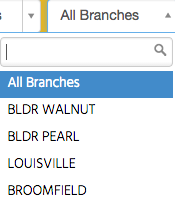 All Branches
All Branches
BLDR WALNUT
BLDR PEARL
LOUISVILLE
BROOMFIELD